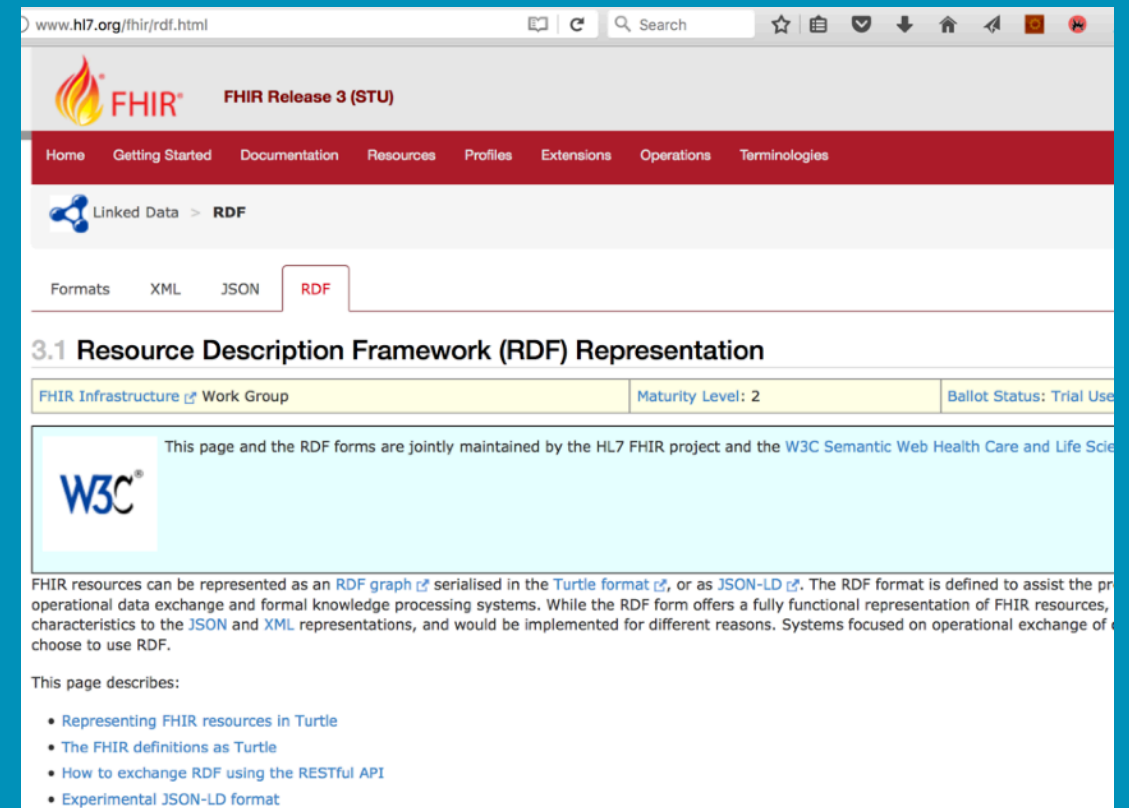 www.hl7.org/fhir/rdf.html
Search
FHIR®
FHIR Release 3 (STU)
Home Getting Started Documentation Resources Profiles Extensions Operations Terminologies
Linked Data > RDF
Formats XML JSON RDF
3.1 Resource Description Framework (RDF) Representation
FHIR Infrastructure Work Group Maturity Level: 2 Ballot Status: Trial Use
This page and the RDF forms are jointly maintained by the HL7 FHIR project and the W3C Semantic Web Health Care and Life Scie
W3C®
FHIR resources can be represented as an RDF graph serialised in the Turtle format, or as JSON-LD. The RDF format is defined to assist the pr
operational data exchange and formal knowledge processing systems. While the RDF form offers a fully functional representation of FHIR resources,
characteristics to the JSON and XML representations, and would be implemented for different reasons. Systems focused on operational exchange of
choose to use RDF.
This page describes:
• Representing FHIR resources in Turtle
• The FHIR definitions as Turtle
• How to exchange RDF using the RESTful API
• Experimental JSON-LD format